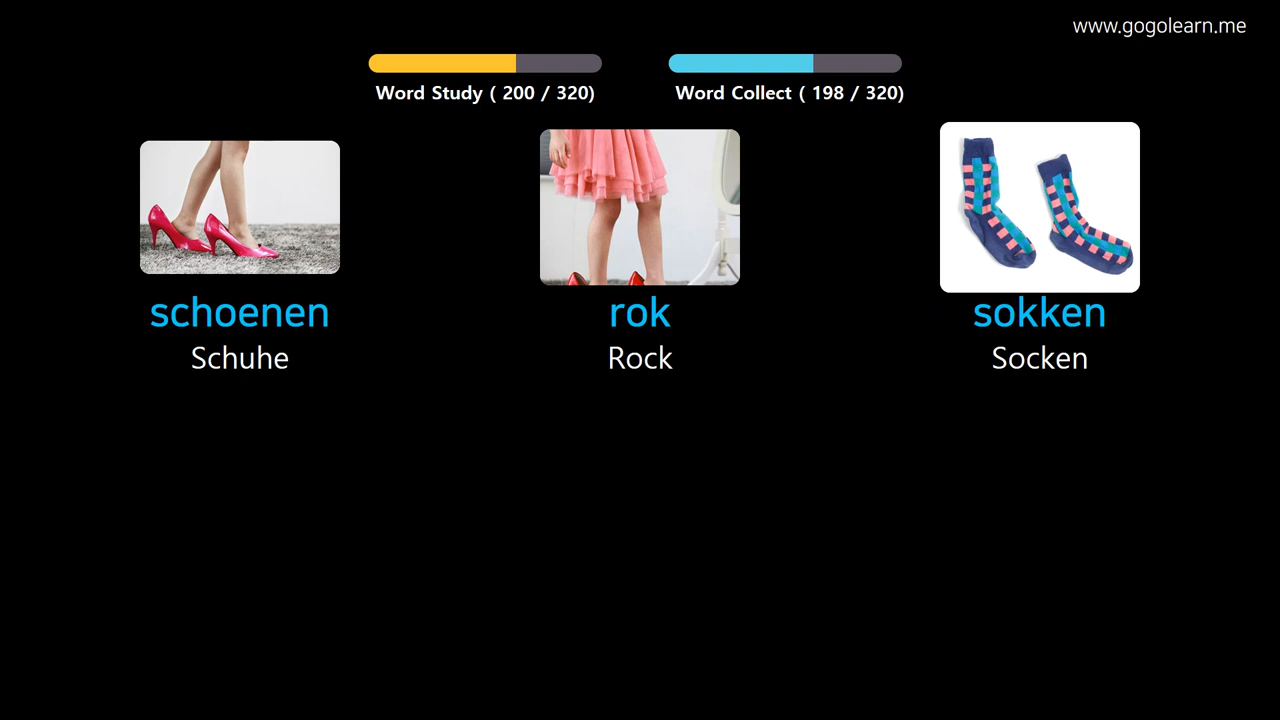 www.gogolearn.me
Word Study ( 200 / 320)
Word Collect ( 198 / 320)
schoenen
rok
sokken
Schuhe
Rock
Socken